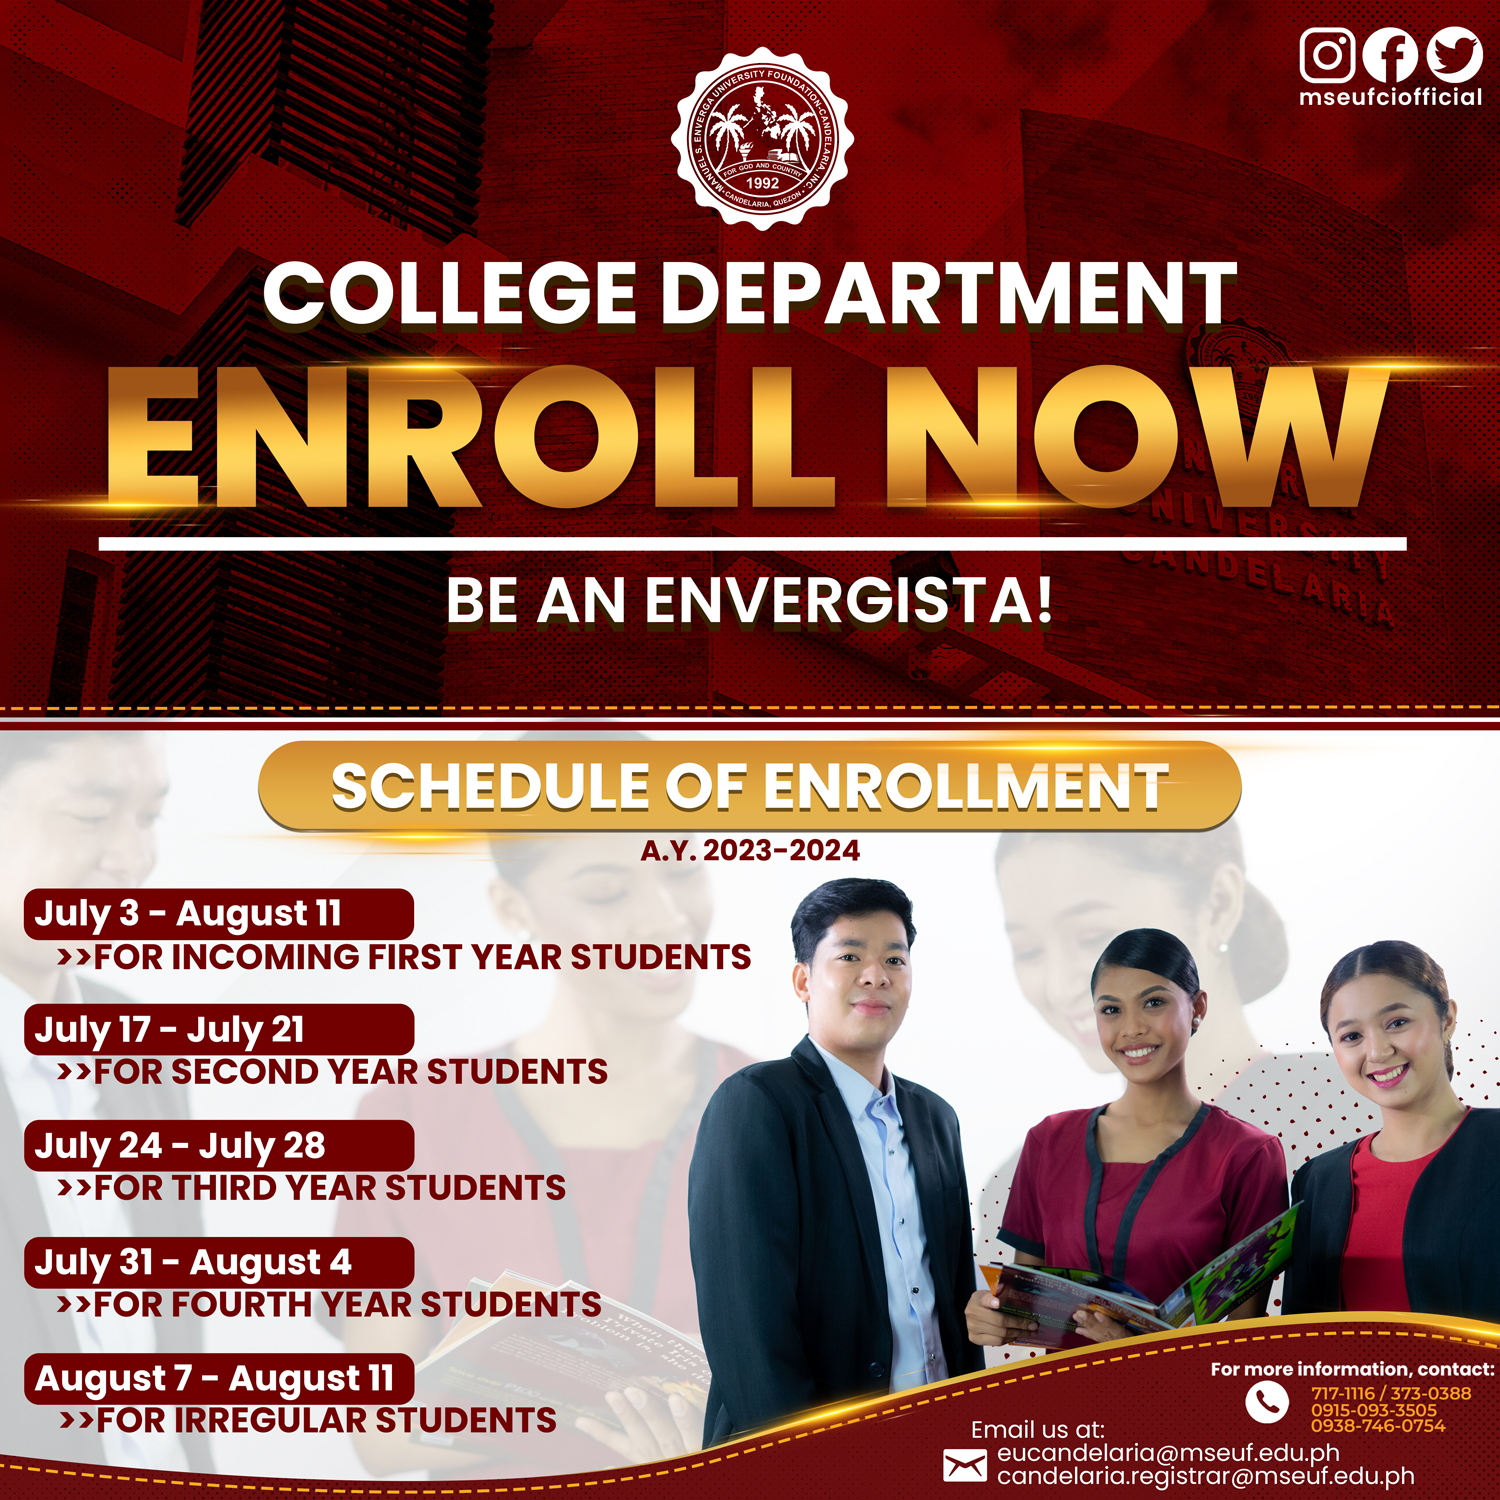 mseufciofficial
MANUEL S. ENVERGA UNIVERSITY FOUNDATION-CANDELARIA, INC.
FOR GOD AND COUNTRY
1992
CANDELARIA, QUEZON
COLLEGE DEPARTMENT
ENROLL NOW
UNIVERSITY
CANDELARIA
BE AN ENVERGISTA!
SCHEDULE OF ENROLLMENT
A.Y. 2023-2024
July 3 - August 11
>>FOR INCOMING FIRST YEAR STUDENTS
July 17 - July 21
>>FOR SECOND YEAR STUDENTS
July 24 - July 28
>>FOR THIRD YEAR STUDENTS
July 31 - August 4
>>FOR FOURTH YEAR STUDENTS
August 7 - August 11
>>FOR IRREGULAR STUDENTS
For more information, contact:
717-1116 / 373-0388
0915-093-3505
0938-746-0754
Email us at:
eucandelaria@mseuf.edu.ph
candelaria.registrar@mseuf.edu.ph